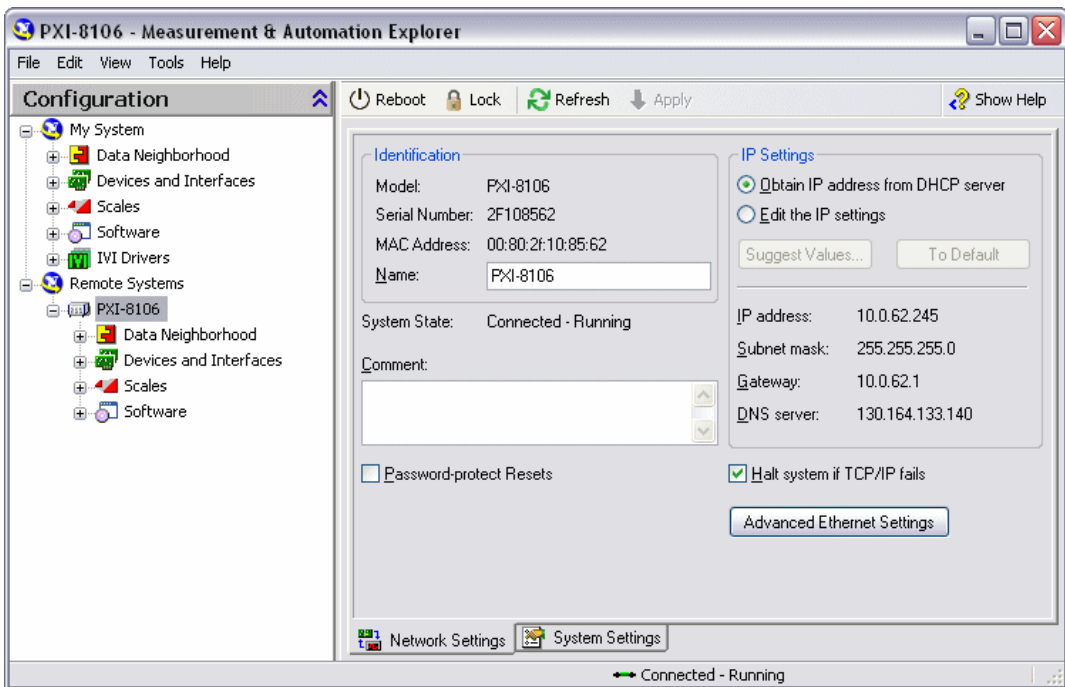 PXI-8106 - Measurement & Automation Explorer
File Edit View Tools Help
Configuration
My System
Data Neighborhood
Devices and Interfaces
Scales
Software
IVI Drivers
Remote Systems
PXI-8106
Data Neighborhood
Devices and Interfaces
Scales
Software
Reboot Lock Refresh Apply Show Help
Identification
Model: PXI-8106
Serial Number: 2F108562
MAC Address: 00:80:2f:10:85:62
Name: PXI-8106
System State: Connected - Running
Comment:
Password-protect Resets
IP Settings
Obtain IP address from DHCP server
Edit the IP settings
Suggest Values... To Default
IP address: 10.0.62.245
Subnet mask: 255.255.255.0
Gateway: 10.0.62.1
DNS server: 130.164.133.140
Halt system if TCP/IP fails
Advanced Ethernet Settings
Network Settings System Settings
Connected - Running